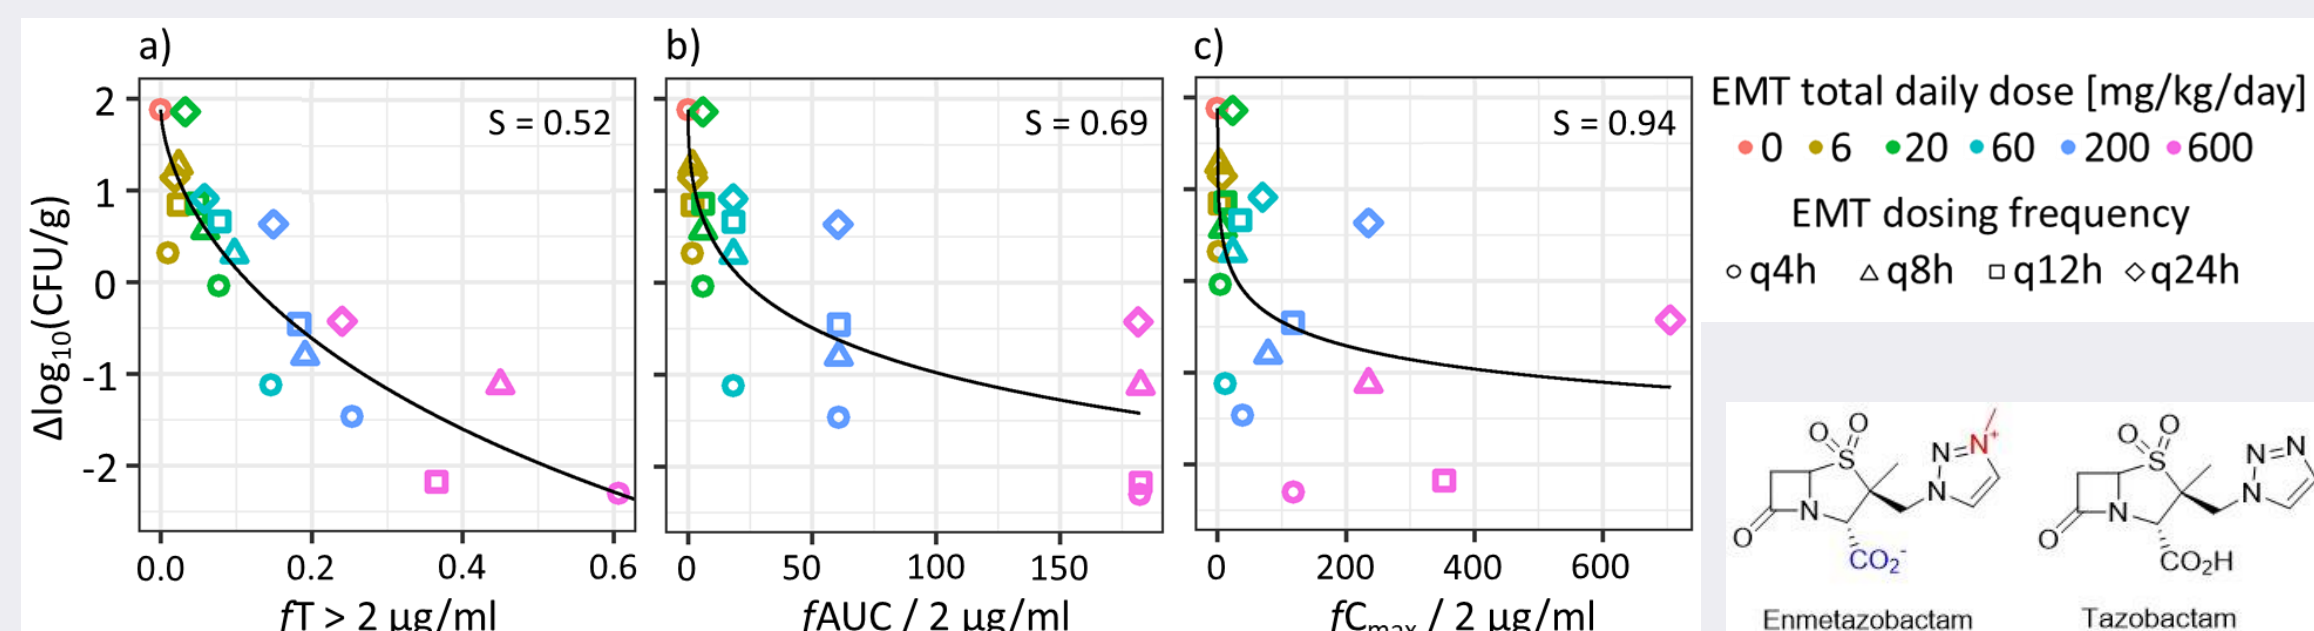 a)
b)
c)
S = 0.52
S = 0.69
S = 0.94
Δlog10(CFU/g)
2
1
0
-1
-2
0.0 0.2 0.4 0.6
0 50 100 150
0 200 400 600
fT > 2 µg/ml
fAUC / 2 µg/ml
fCmax / 2 µg/ml
EMT total daily dose [mg/kg/day]
0 6 20 60 200 600
EMT dosing frequency
q4h q8h q12h q24h
O O
S
N=N+
N
N
O
CO2-
Enmetazobactam
O O
S
N=N
N
N
O
CO2H
Tazobactam